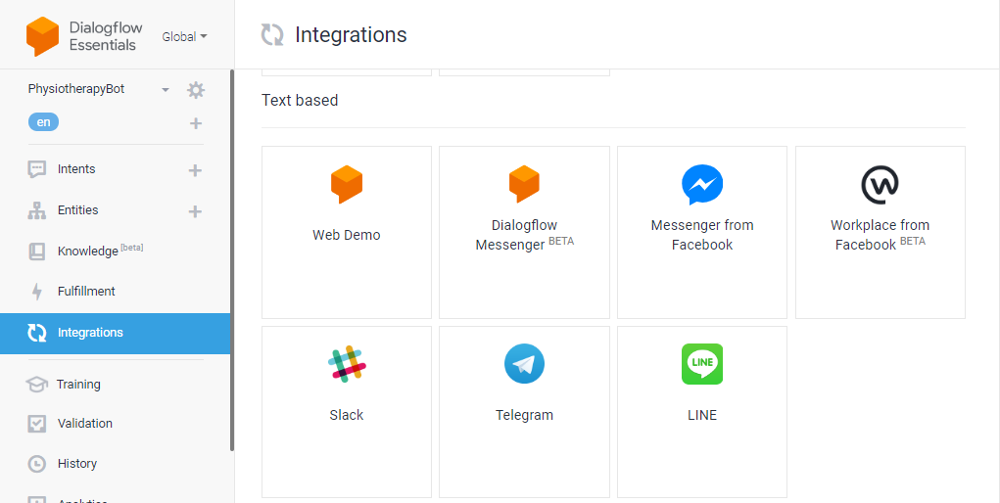 Dialogflow
Essentials
Global
Integrations
PhysiotherapyBot
en
Intents
Entities
Knowledge [beta]
Fulfillment
Integrations
Training
Validation
History
Analytics
Text based
Web Demo
Dialogflow
Messenger BETA
Messenger from
Facebook
Workplace from
Facebook BETA
Slack
Telegram
LINE
LINE